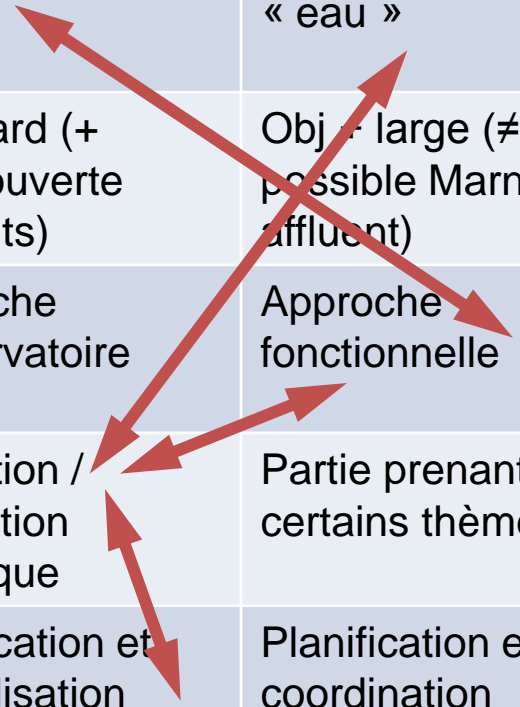 « eau »
ard (+
ouverte
ts)
Obj + large (≠
possible Marn
affluent)
che
rvatoire
Approche
fonctionnelle
tion /
tion
que
Partie prenant
certains thème
cation et
lisation
Planification e
coordination